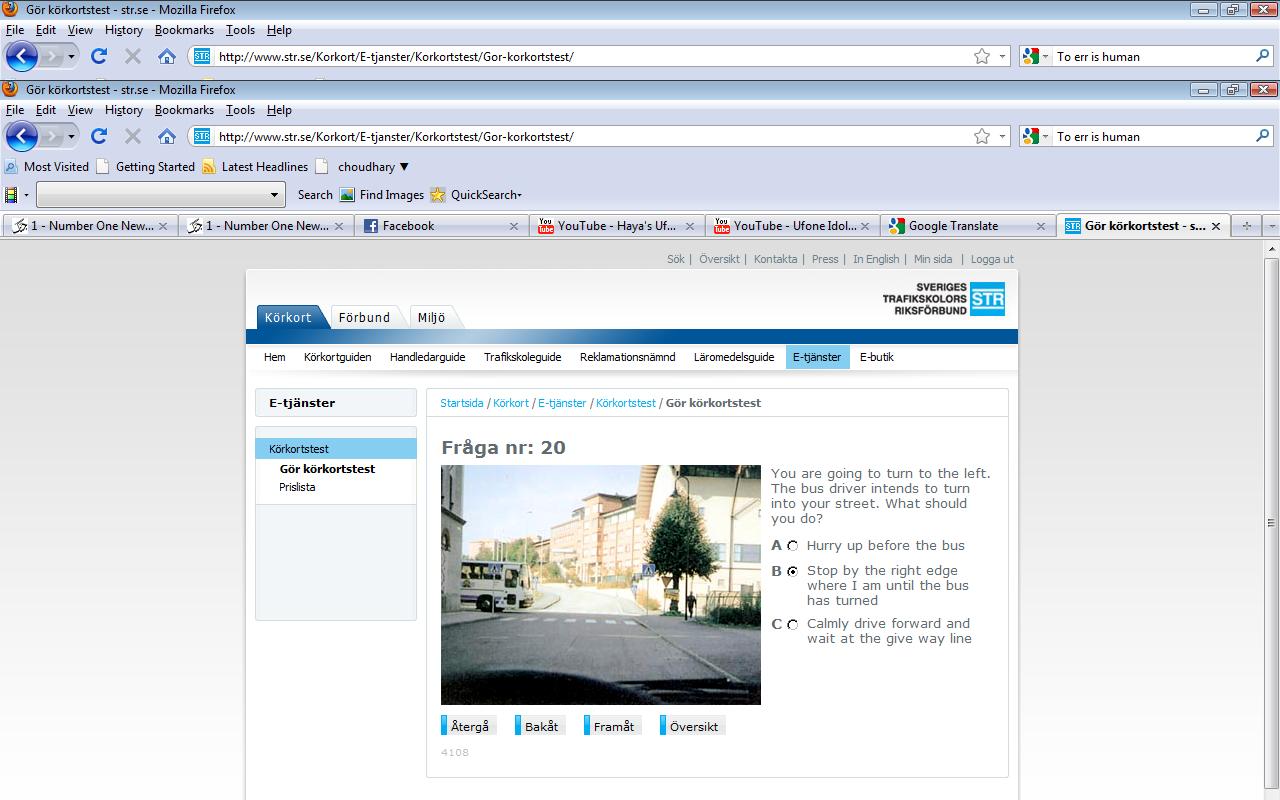 Gör körkortstest - str.se - Mozilla Firefox
File Edit View History Bookmarks Tools Help
STR http://www.str.se/Korkort/E-tjanster/Korkortstest/Gor-korkortstest/ To err is human
Gör körkortstest - str.se - Mozilla Firefox
File Edit View History Bookmarks Tools Help
STR http://www.str.se/Korkort/E-tjanster/Korkortstest/Gor-korkortstest/ To err is human
Most Visited Getting Started Latest Headlines choudhary
Search Find Images QuickSearch
1 - Number One New... 1 - Number One New... Facebook You Tube YouTube - Haya's Uf... You Tube YouTube - Ufone Idol... Google Translate STR Gör körkortstest - s...
Sök | Översikt | Kontakta | Press | In English | Min sida | Logga ut
SVERIGES
TRAFIKSKOLORS STR
RIKSFÖRBUND
Körkort Förbund Miljö
Hem Körkortguiden Handledarguide Trafikskoleguide Reklamationsnämnd Läromedelsguide E-tjänster E-butik
E-tjänster
Startsida / Körkort / E-tjänster / Körkortstest / Gör körkortstest
Körkortstest
Gör körkortstest
Prislista
Fråga nr: 20
You are going to turn to the left.
The bus driver intends to turn
into your street. What should
you do?
A Hurry up before the bus
B Stop by the right edge
where I am until the bus
has turned
C Calmly drive forward and
wait at the give way line
Återgå Bakåt Framåt Översikt
4108